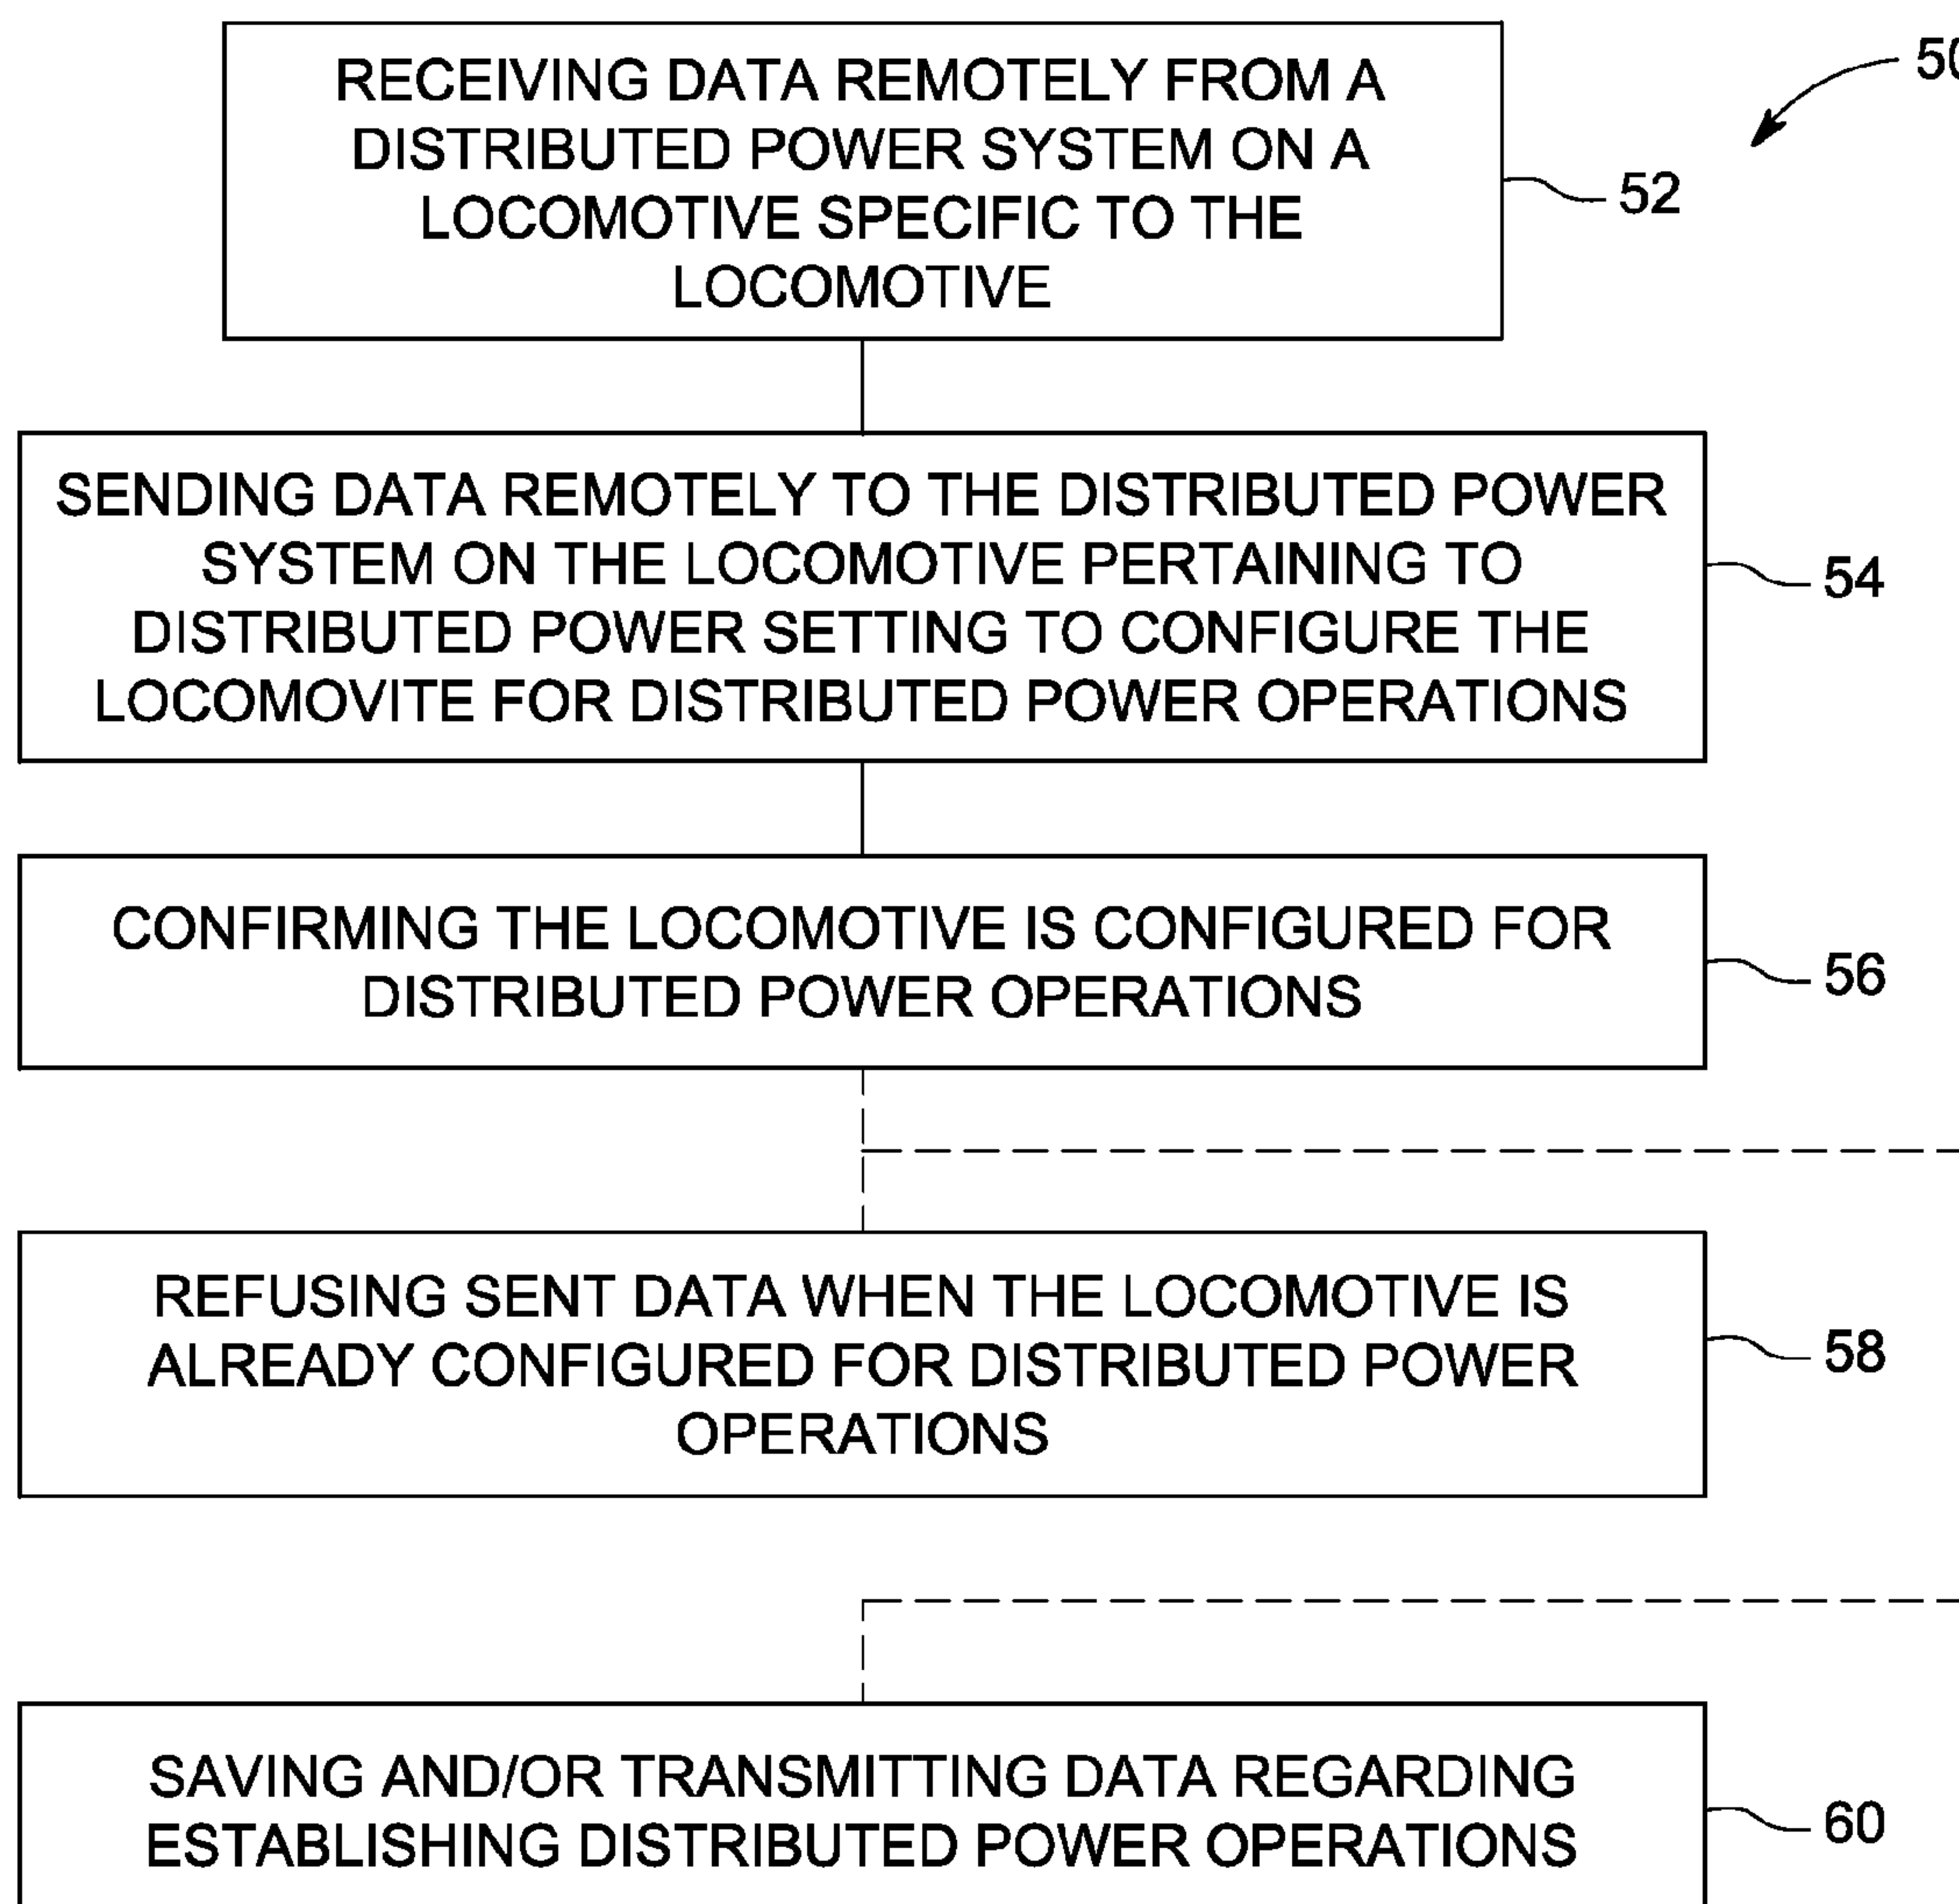 RECEIVING DATA REMOTELY FROM A
DISTRIBUTED POWER SYSTEM ON A
LOCOMOTIVE SPECIFIC TO THE
LOCOMOTIVE
50
52
SENDING DATA REMOTELY TO THE DISTRIBUTED POWER
SYSTEM ON THE LOCOMOTIVE PERTAINING TO
DISTRIBUTED POWER SETTING TO CONFIGURE THE
LOCOMOVITE FOR DISTRIBUTED POWER OPERATIONS
54
CONFIRMING THE LOCOMOTIVE IS CONFIGURED FOR
DISTRIBUTED POWER OPERATIONS
56
REFUSING SENT DATA WHEN THE LOCOMOTIVE IS
ALREADY CONFIGURED FOR DISTRIBUTED POWER
OPERATIONS
58
SAVING AND/OR TRANSMITTING DATA REGARDING
ESTABLISHING DISTRIBUTED POWER OPERATIONS
60